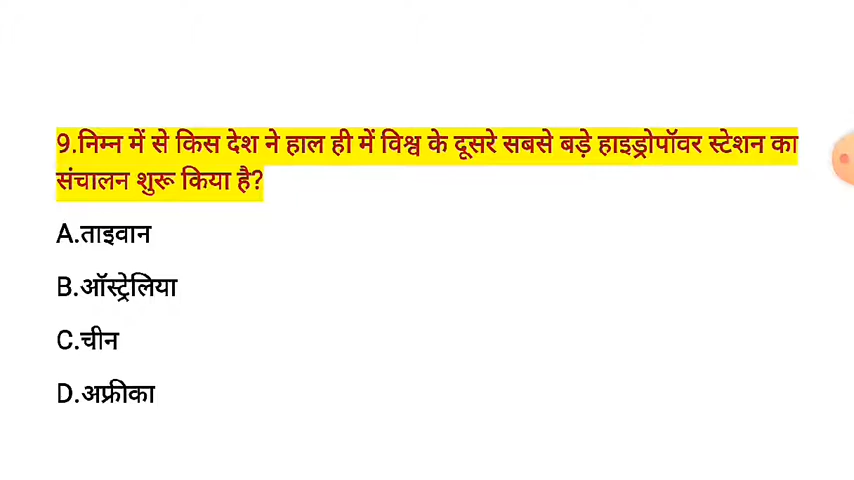 9.निम्न में से किस देश ने हाल ही में विश्व के दूसरे सबसे बड़े हाइड्रोपॉवर स्टेशन का
संचालन शुरू किया है?
A.ताइवान
B.ऑस्ट्रेलिया
C.चीन
D.अफ्रीका